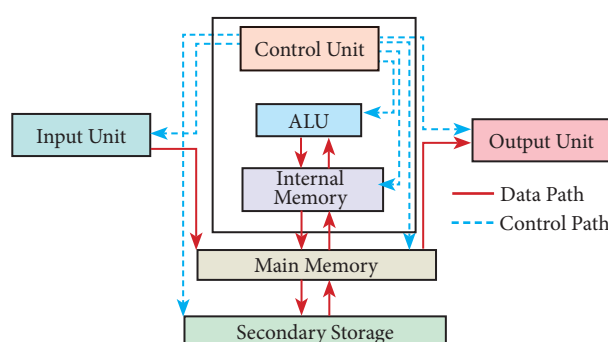 Control Unit
Input Unit
ALU
Output Unit
Internal
Memory
Data Path
Control Path
Main Memory
Secondary Storage